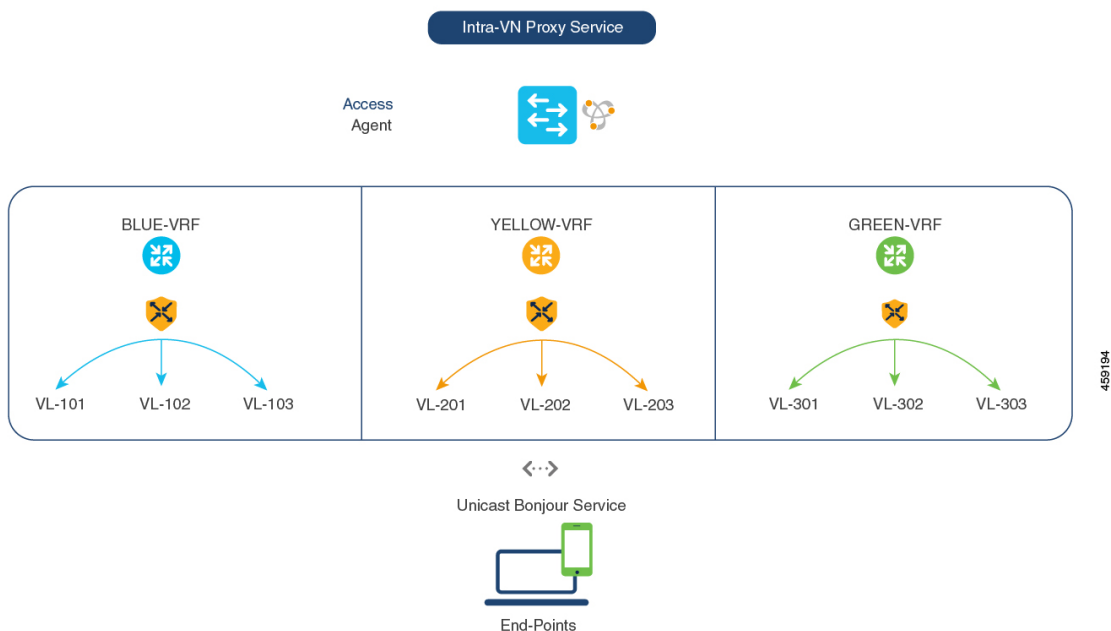 Intra-VN Proxy Service
Access
Agent
BLUE-VRF
YELLOW-VRF
GREEN-VRF
VL-101
VL-102
VL-103
VL-201
VL-202
VL-203
VL-301
VL-302
VL-303
459194
Unicast Bonjour Service
End-Points